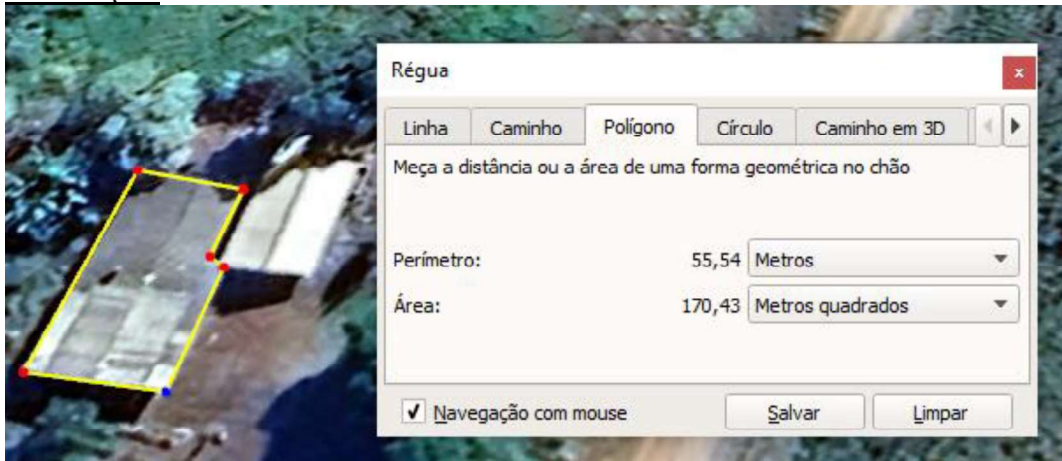 Régua
Linha Caminho Polígono Círculo Caminho em 3D
Meça a distância ou a área de uma forma geométrica no chão
Perímetro: 55,54 Metros
Área: 170,43 Metros quadrados
Navegação com mouse Salvar Limpar